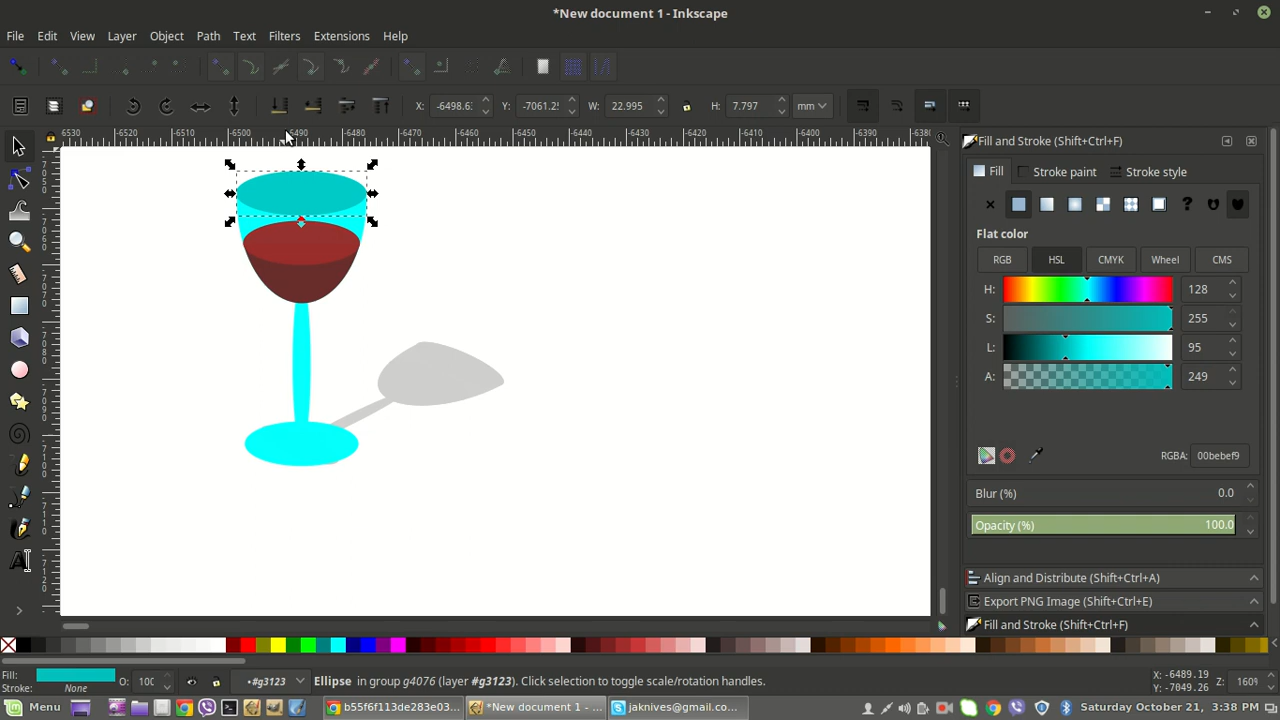 *New document 1 - Inkscape
File Edit View Layer Object Path Text Filters Extensions Help
X: -6498.6 Y: -7061.2 W: 22.995 H: 7.797 mm
6530 -6520 -6510 -6500 -6490 -6480 -6470 -6460 -6450 -6440 -6430 -6420 -6410 -6400 -6390 -6380
Fill and Stroke (Shift+Ctrl+F)
Fill Stroke paint Stroke style
?
Flat color
RGB HSL CMYK Wheel CMS
H: 128
S: 255
L: 95
A: 249
RGBA: 00bebef9
Blur (%) 0.0
Opacity (%) 100.0
Align and Distribute (Shift+Ctrl+A)
Export PNG Image (Shift+Ctrl+E)
Fill and Stroke (Shift+Ctrl+F)
Fill:
Stroke: None
O: 100
•#g3123
Ellipse in group g4076 (layer #g3123). Click selection to toggle scale/rotation handles.
X: -6489.19
Y: -7049.26
Z: 160%
Menu b55f6f113de283e03... *New document 1 - ... jaknives@gmail.co... Saturday October 21, 3:38 PM